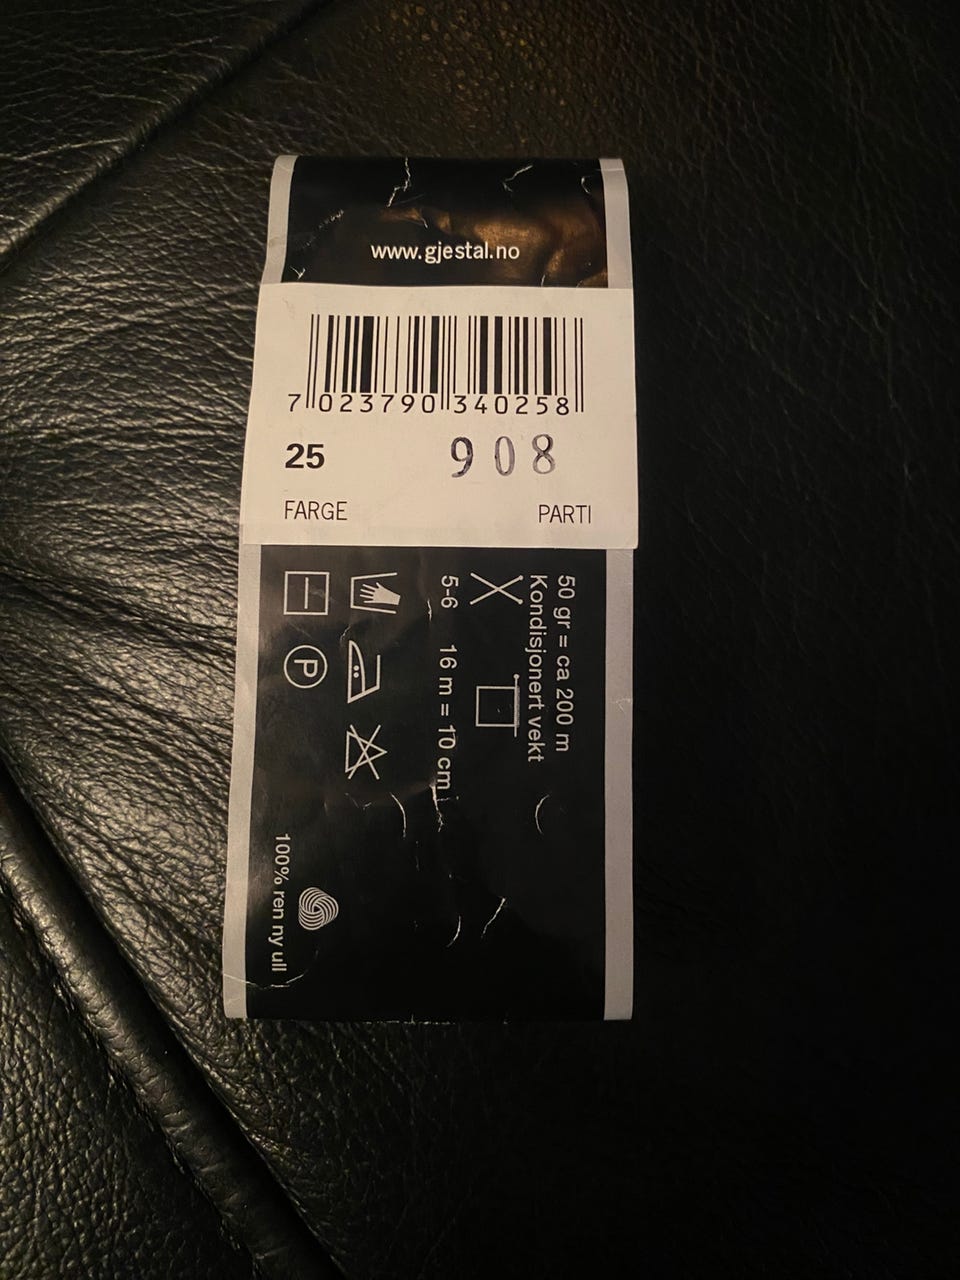 www.gjestal.no
7 023790 340258
25 908
FARGE PARTI
50 gr = ca 200 m
Kondisjonert vekt
5-6 16 m = 10 cm
P
100% ren ny ull